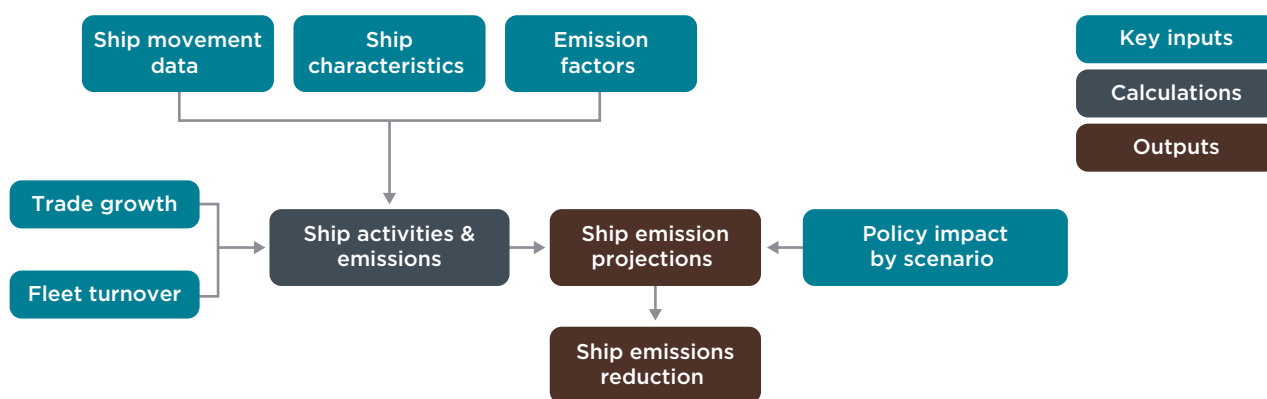 Ship movement
data
Ship
characteristics
Emission
factors
Key inputs
Calculations
Outputs
Trade growth
Fleet turnover
Ship activities &
emissions
Ship emission
projections
Policy impact
by scenario
Ship emissions
reduction